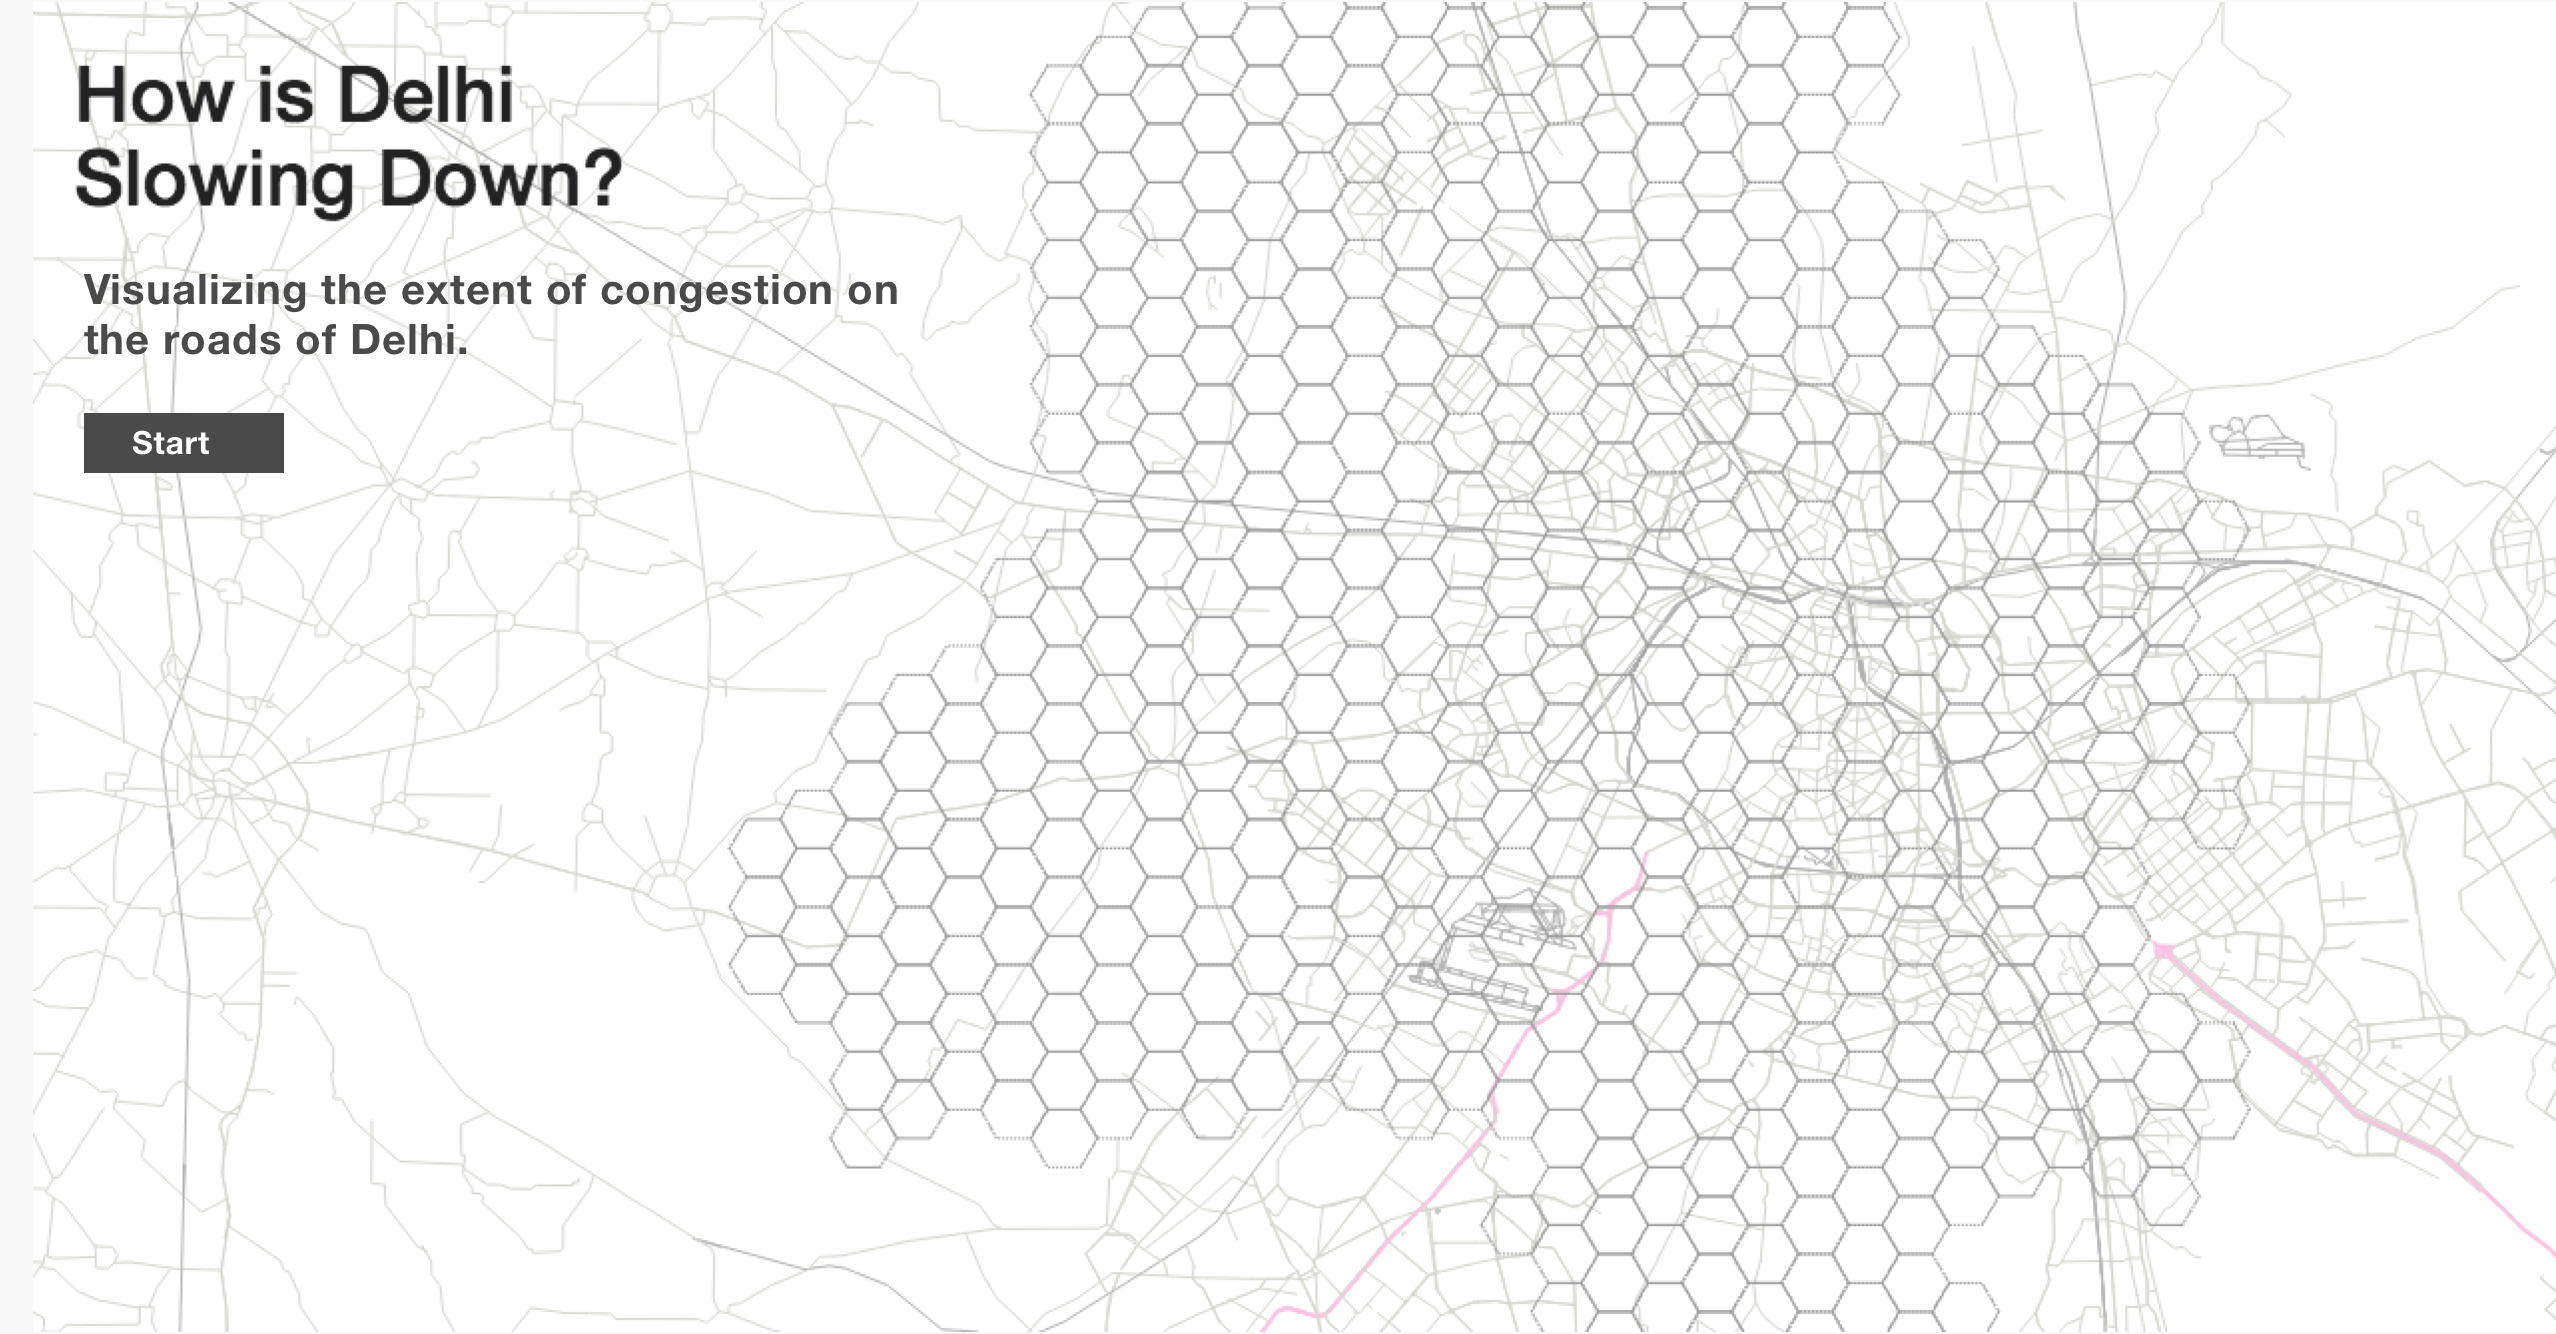 How is Delhi
Slowing Down?
Visualizing the extent of congestion on
the roads of Delhi.
Start